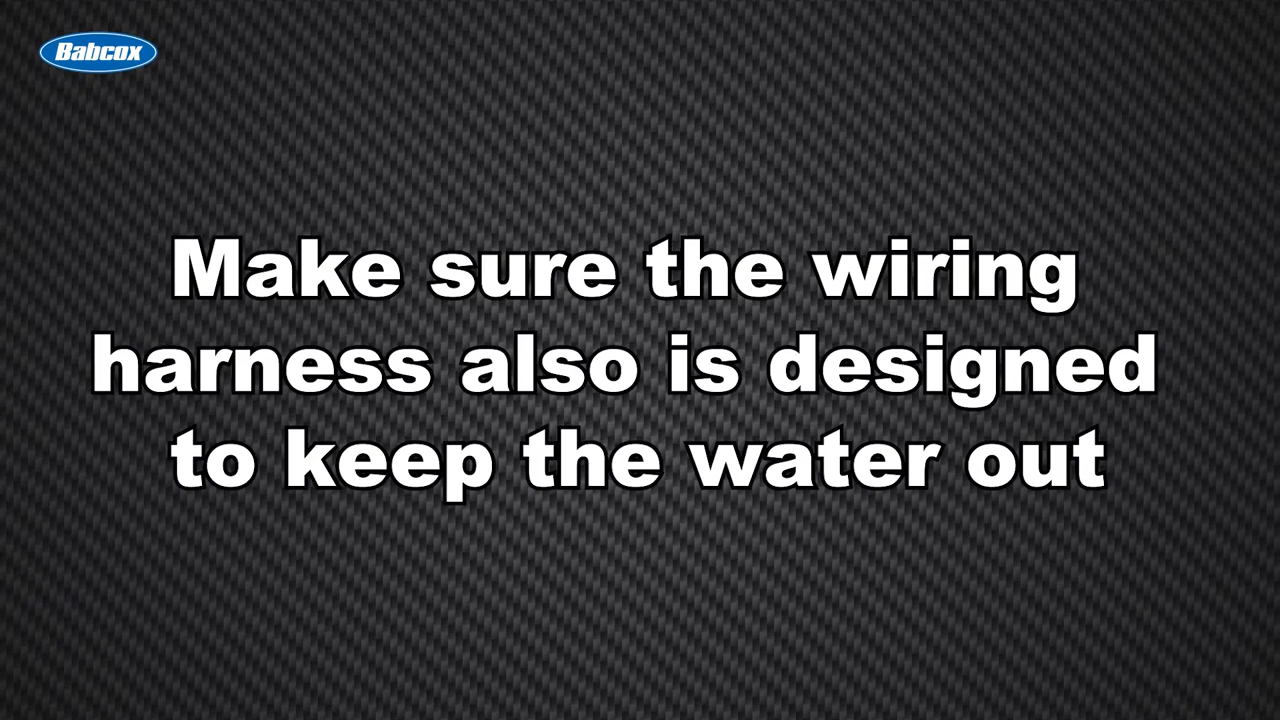 Babcox
Make sure the wiring
harness also is designed
to keep the water out